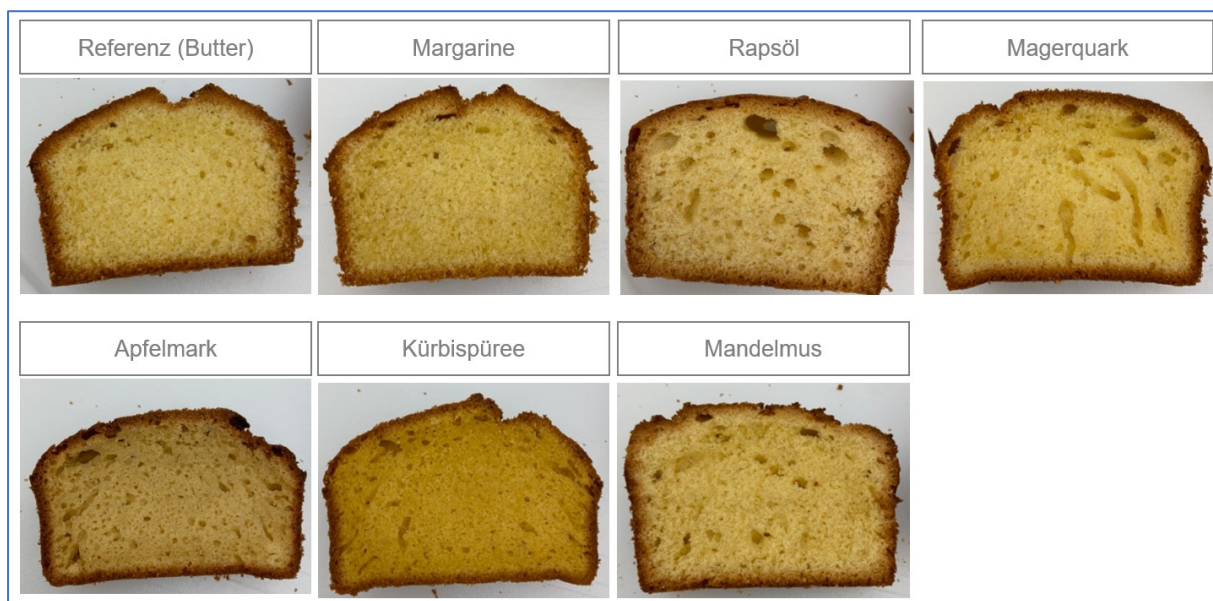 Referenz (Butter)
Margarine
Rapsöl
Magerquark
Apfelmark
Kürbispüree
Mandelmus